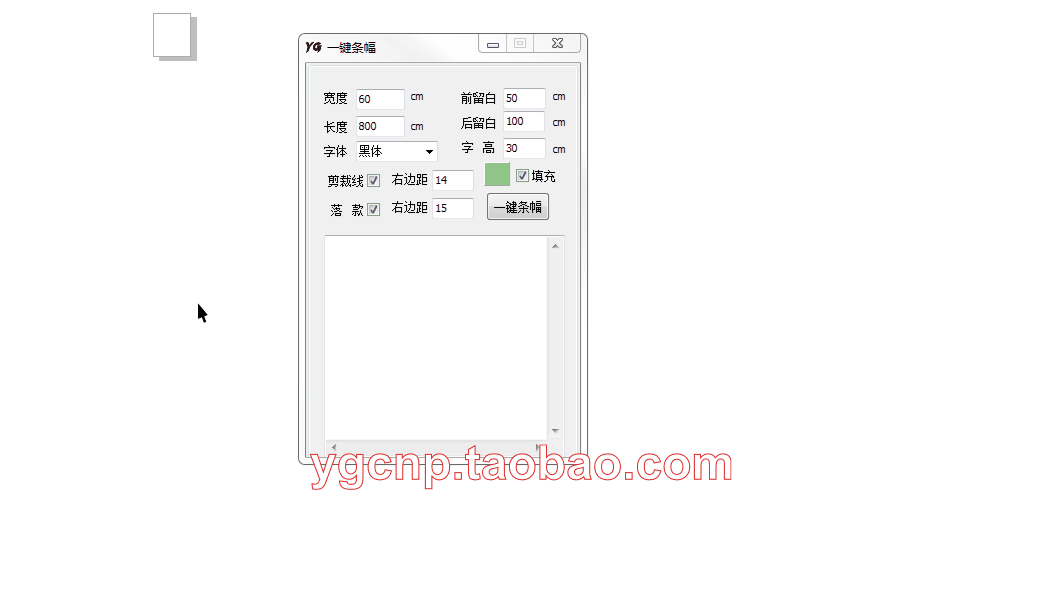 YG 一键条幅
宽度 60 cm 前留白 50 cm
长度 800 cm 后留白 100 cm
字体 黑体 字 高 30 cm
剪裁线 右边距 14 填充
落 款 右边距 15 一键条幅
ygcnp.taobao.com